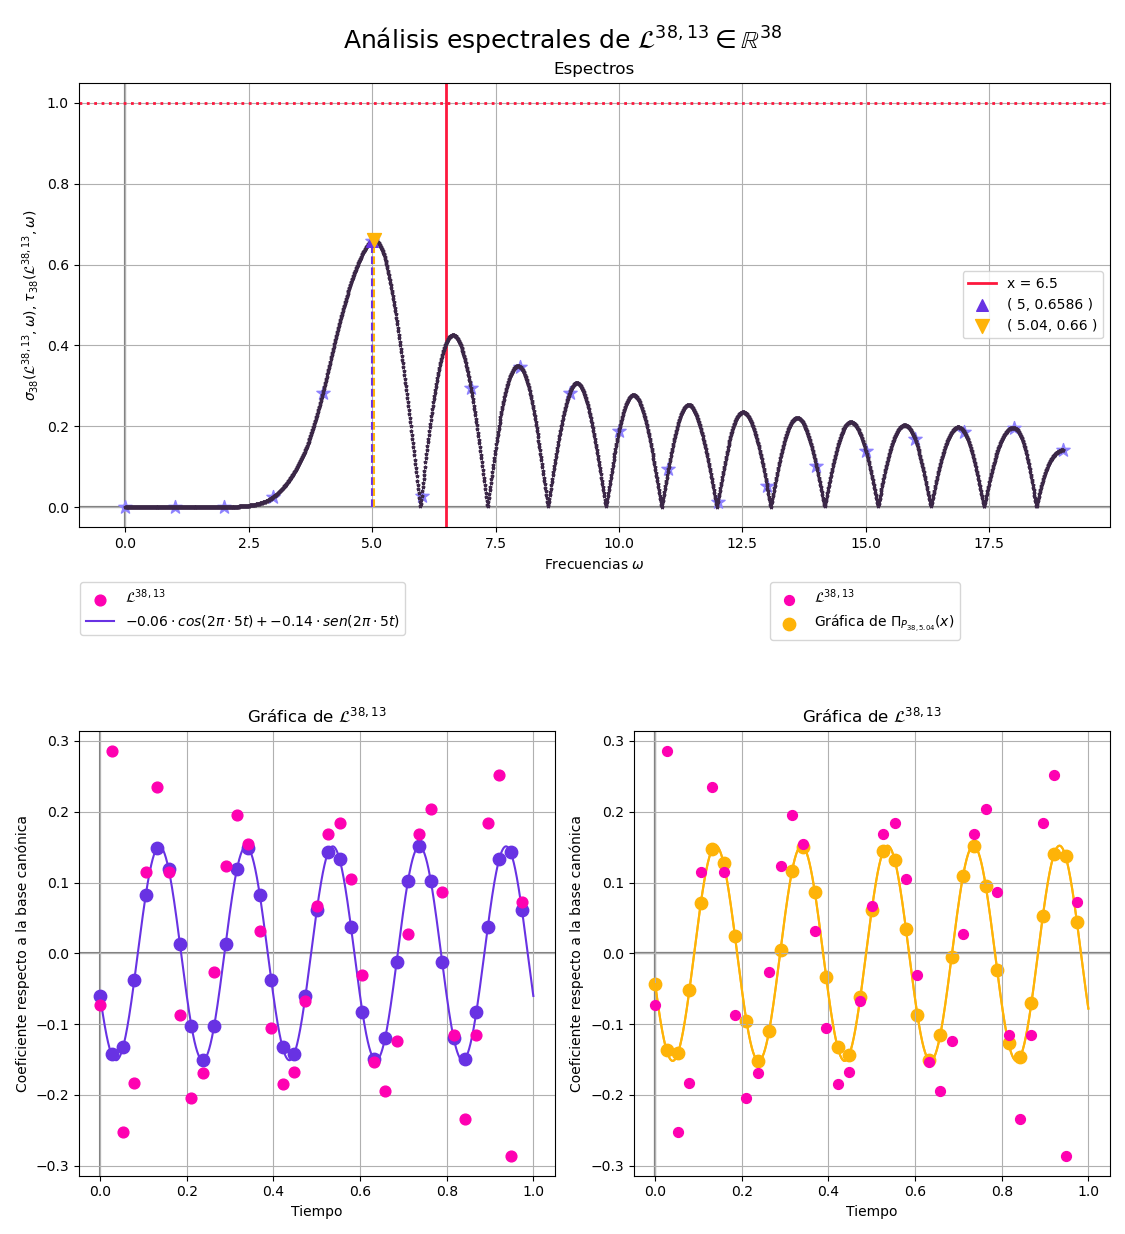 Análisis espectrales de 𝓛^{38,13} ∈ ℝ^{38}
Espectros
σ_{38}(𝓛^{38,13}, ω), τ_{38}(𝓛^{38,13}, ω)
1.0
0.8
0.6
0.4
0.2
0.0
x = 6.5
( 5, 0.6586 )
( 5.04, 0.66 )
0.0 2.5 5.0 7.5 10.0 12.5 15.0 17.5
Frecuencias ω
𝓛^{38,13}
−0.06 · cos(2π · 5t) + −0.14 · sen(2π · 5t)
𝓛^{38,13}
Gráfica de Π_{P_{38,5.04}}(x)
Gráfica de 𝓛^{38,13}
Coeficiente respecto a la base canónica
0.3
0.2
0.1
0.0
−0.1
−0.2
−0.3
0.0 0.2 0.4 0.6 0.8 1.0
Tiempo
Gráfica de 𝓛^{38,13}
Coeficiente respecto a la base canónica
0.3
0.2
0.1
0.0
−0.1
−0.2
−0.3
0.0 0.2 0.4 0.6 0.8 1.0
Tiempo